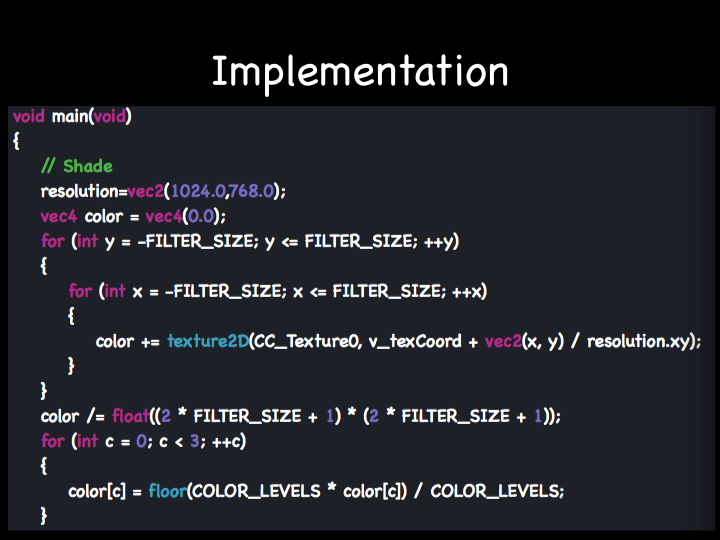 Implementation
void main(void)
{
// Shade
resolution=vec2(1024.0,768.0);
vec4 color = vec4(0.0);
for (int y = -FILTER_SIZE; y <= FILTER_SIZE; ++y)
{
for (int x = -FILTER_SIZE; x <= FILTER_SIZE; ++x)
{
color += texture2D(CC_Texture0, v_texCoord + vec2(x, y) / resolution.xy);
}
}
color /= float((2 * FILTER_SIZE + 1) * (2 * FILTER_SIZE + 1));
for (int c = 0; c < 3; ++c)
{
color[c] = floor(COLOR_LEVELS * color[c]) / COLOR_LEVELS;
}